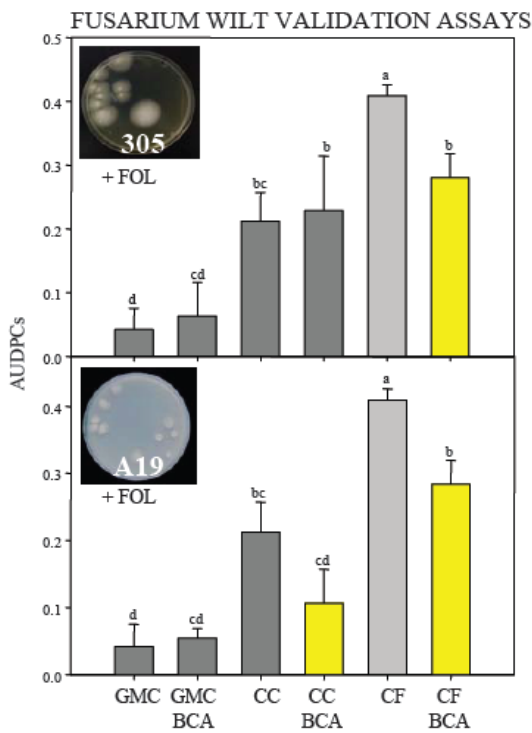 FUSARIUM WILT VALIDATION ASSAYS
0.5
0.4
0.3
0.2
0.1
0.0
305
+ FOL
d
cd
bc
b
a
b
AUDPCs
0.4
0.3
0.2
0.1
0.0
A19
+ FOL
d
cd
bc
cd
a
b
GMC GMC CC CC CF CF
BCA BCA BCA